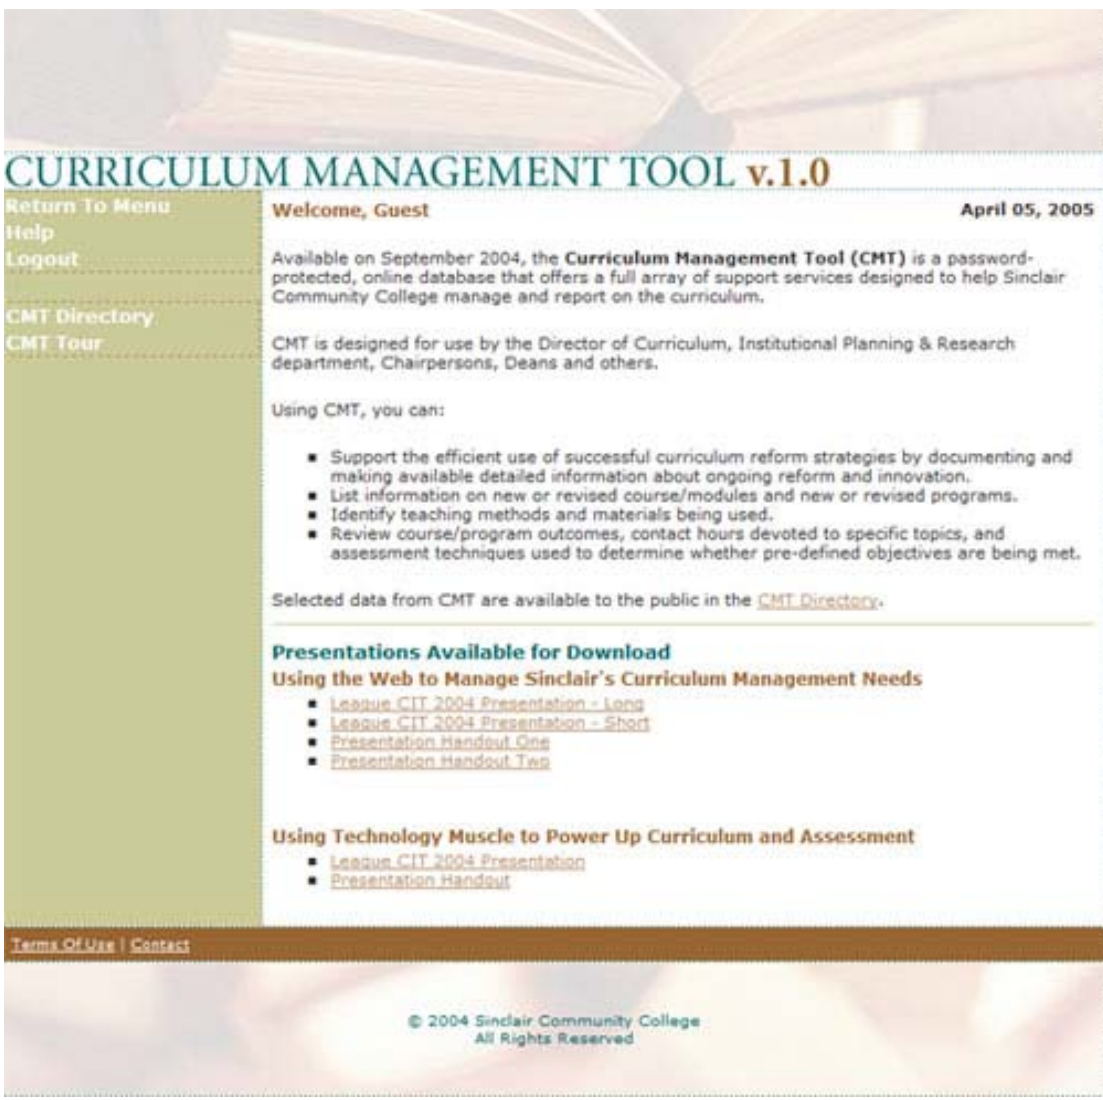 CURRICULUM MANAGEMENT TOOL v.1.0
Return To Menu
Help
Logout
CMT Directory
CMT Tour
Welcome, Guest
April 05, 2005
Available on September 2004, the Curriculum Management Tool (CMT) is a password-
protected, online database that offers a full array of support services designed to help Sinclair
Community College manage and report on the curriculum.
CMT is designed for use by the Director of Curriculum, Institutional Planning & Research
department, Chairpersons, Deans and others.
Using CMT, you can:
▪ Support the efficient use of successful curriculum reform strategies by documenting and
making available detailed information about ongoing reform and innovation.
▪ List information on new or revised course/modules and new or revised programs.
▪ Identify teaching methods and materials being used.
▪ Review course/program outcomes, contact hours devoted to specific topics, and
assessment techniques used to determine whether pre-defined objectives are being met.
Selected data from CMT are available to the public in the CMT Directory.
Presentations Available for Download
Using the Web to Manage Sinclair's Curriculum Management Needs
▪ League CIT 2004 Presentation - Long
▪ League CIT 2004 Presentation - Short
▪ Presentation Handout One
▪ Presentation Handout Two
Using Technology Muscle to Power Up Curriculum and Assessment
▪ League CIT 2004 Presentation
▪ Presentation Handout
Terms Of Use | Contact
© 2004 Sinclair Community College
All Rights Reserved